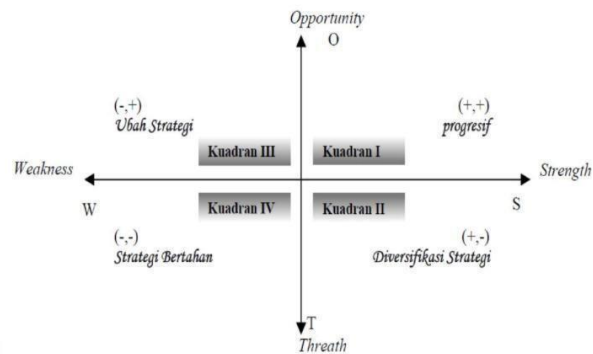 Opportunity
O
(-,+)
Ubah Strategi
(+,+)
progresif
Kuadran III
Kuadran I
Weakness
Strength
W
Kuadran IV
Kuadran II
S
(-,-)
Strategi Bertahan
(+,-)
Diversifikasi Strategi
T
Threath